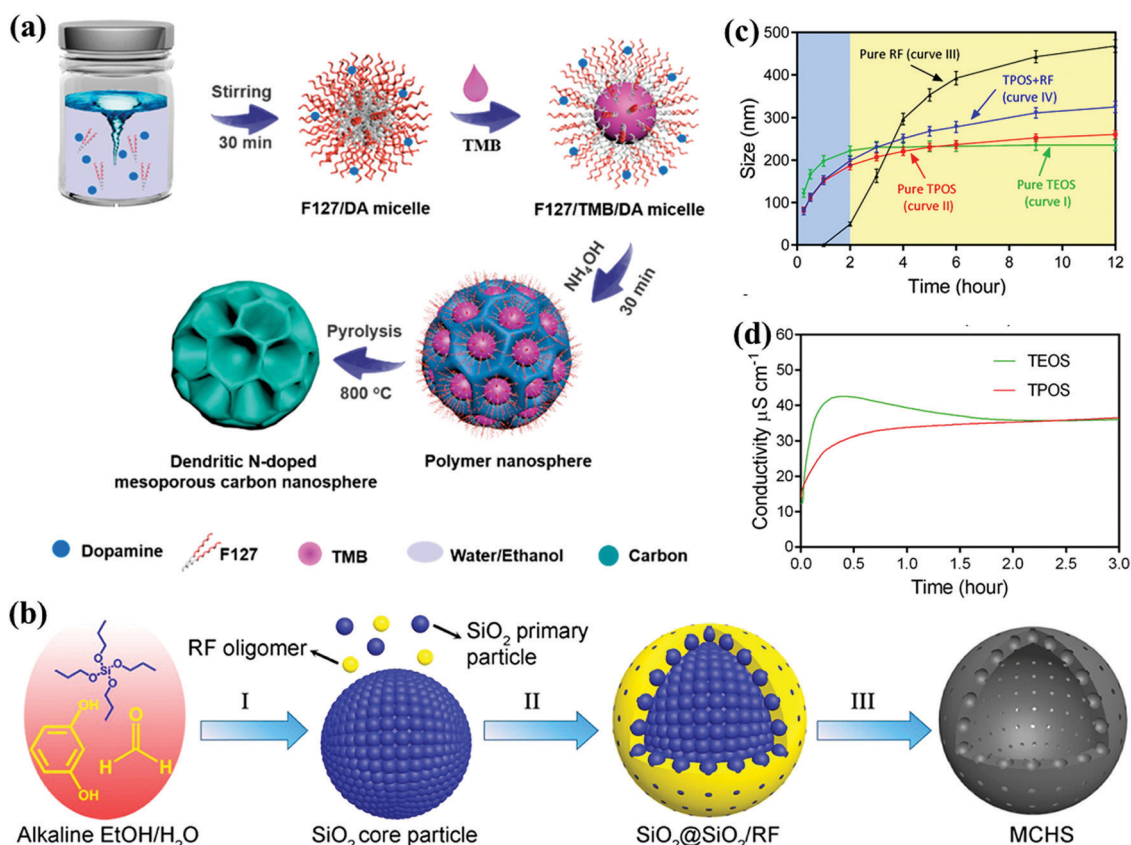 (a)
Stirring
30 min
TMB
F127/DA micelle
F127/TMB/DA micelle
NH₄OH
30 min
Pyrolysis
800 °C
Dendritic N-doped
mesoporous carbon nanosphere
Polymer nanosphere
Dopamine
F127
TMB
Water/Ethanol
Carbon
(c)
Size (nm)
500
400
300
200
100
0
Pure RF (curve III)
TPOS+RF
(curve IV)
Pure TPOS
(curve II)
Pure TEOS
(curve I)
0 2 4 6 8 10 12
Time (hour)
(d)
Conductivity μS cm⁻¹
60
50
40
30
20
10
0
TEOS
TPOS
0.0 0.5 1.0 1.5 2.0 2.5 3.0
Time (hour)
(b)
O
Si
O
O
O
OH
OH
O
H
H
Alkaline EtOH/H₂O
I
RF oligomer
SiO₂ primary
particle
SiO₂ core particle
II
SiO₂@SiO₂/RF
III
MCHS